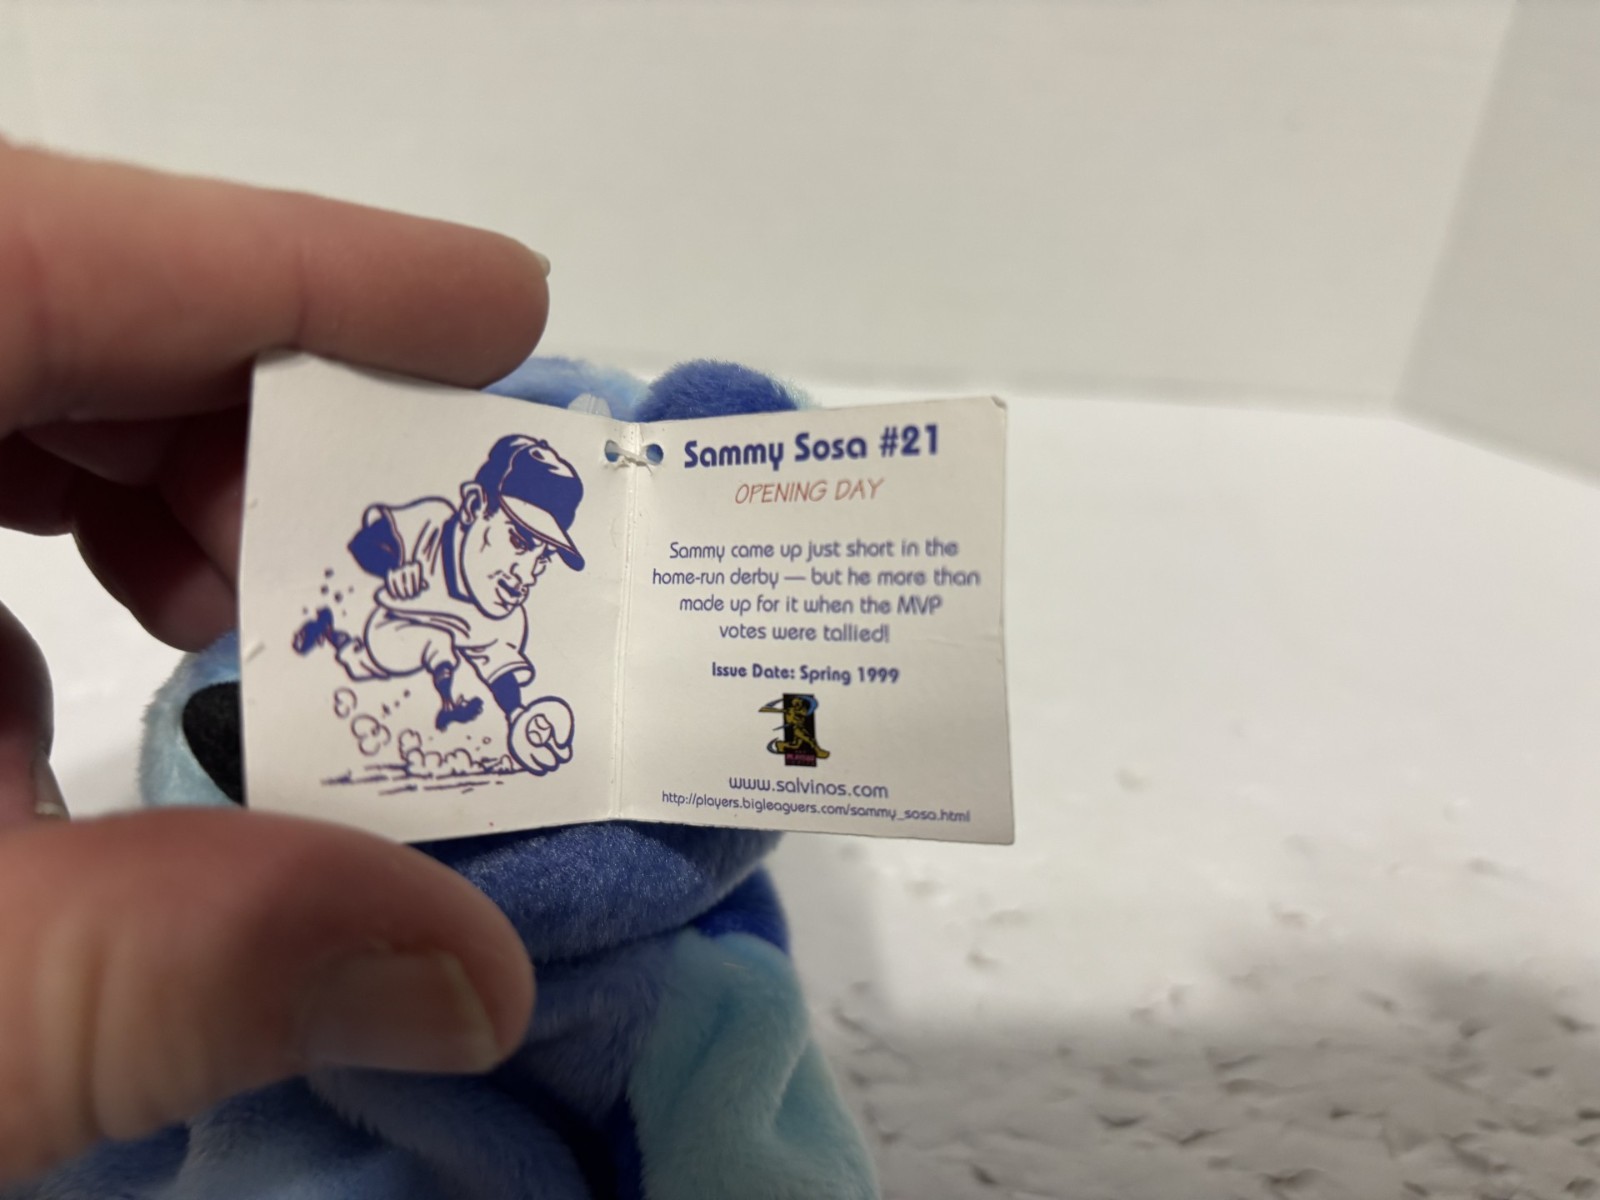 Sammy Sosa #21
OPENING DAY
Sammy came up just short in the
home-run derby — but he more than
made up for it when the MVP
votes were tallied!
Issue Date: Spring 1999
www.salvinos.com
http://players.bigleaguers.com/sammy_sosa.html